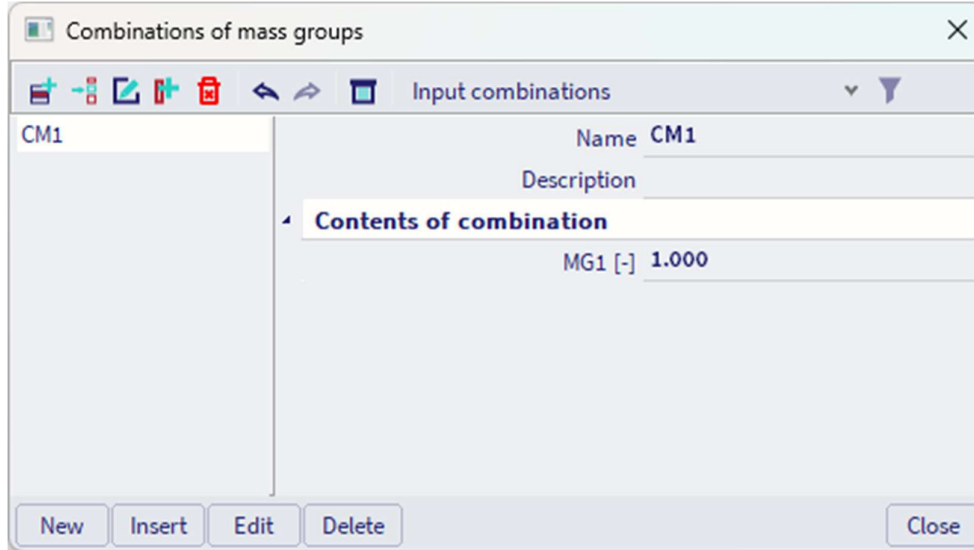 Combinations of mass groups
Input combinations
CM1
Name CM1
Description
Contents of combination
MG1 [-] 1.000
New Insert Edit Delete Close